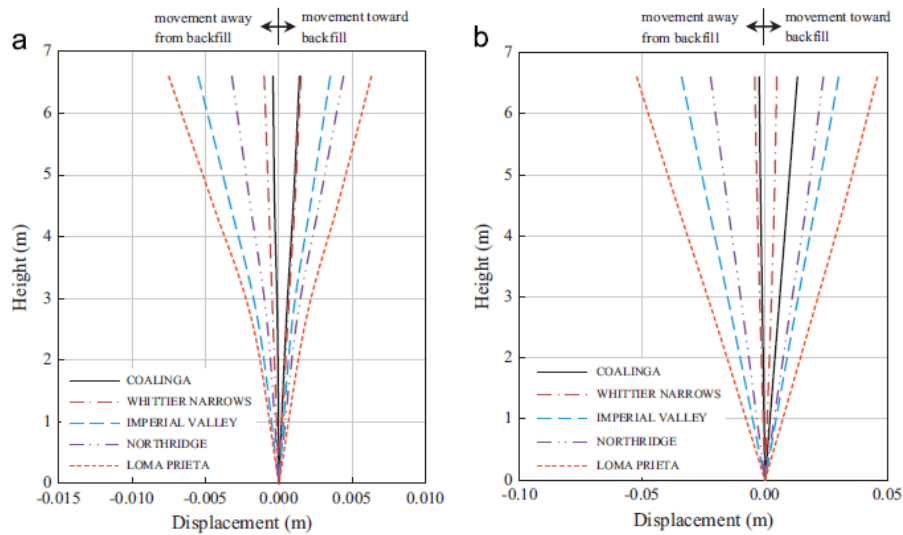 a
movement away
from backfill
movement toward
backfill
7
6
5
4
3
2
1
0
Height (m)
COALINGA
WHITTIER NARROWS
IMPERIAL VALLEY
NORTHRIDGE
LOMA PRIETA
-0.015 -0.010 -0.005 0.000 0.005 0.010
Displacement (m)
b
movement away
from backfill
movement toward
backfill
7
6
5
4
3
2
1
0
Height (m)
COALINGA
WHITTIER NARROWS
IMPERIAL VALLEY
NORTHRIDGE
LOMA PRIETA
-0.10 -0.05 0.00 0.05
Displacement (m)